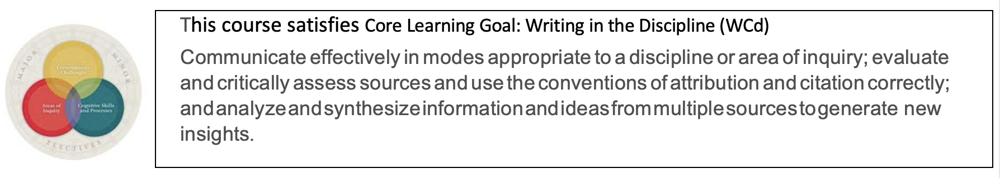 MAJOR
MINOR
Contemporary
Challenges
Areas of
Inquiry
Cognitive Skills
and Processes
ELECTIVES
This course satisfies Core Learning Goal: Writing in the Discipline (WCd)
Communicate effectively in modes appropriate to a discipline or area of inquiry; evaluate
and critically assess sources and use the conventions of attribution and citation correctly;
and analyze and synthesize information and ideas from multiple sources to generate new
insights.